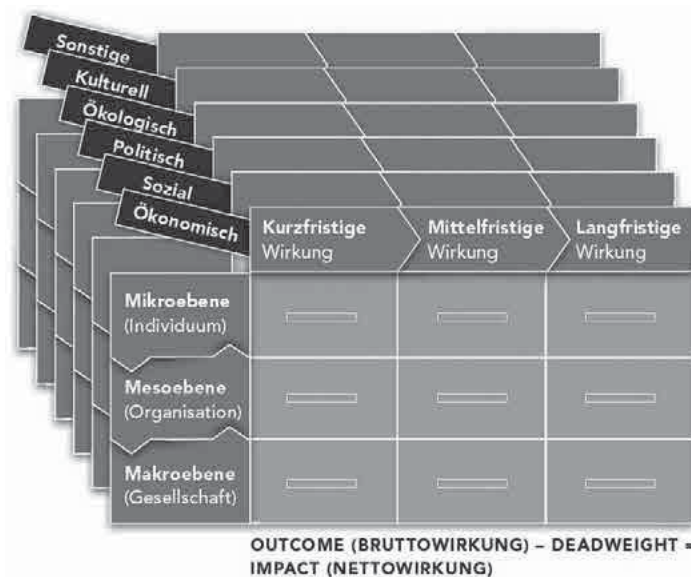 Sonstige
Kulturell
Ökologisch
Politisch
Sozial
Ökonomisch
Kurzfristige
Wirkung
Mittelfristige
Wirkung
Langfristige
Wirkung
Mikroebene
(Individuum)
Mesoebene
(Organisation)
Makroebene
(Gesellschaft)
OUTCOME (BRUTTOWIRKUNG) – DEADWEIGHT =
IMPACT (NETTOWIRKUNG)